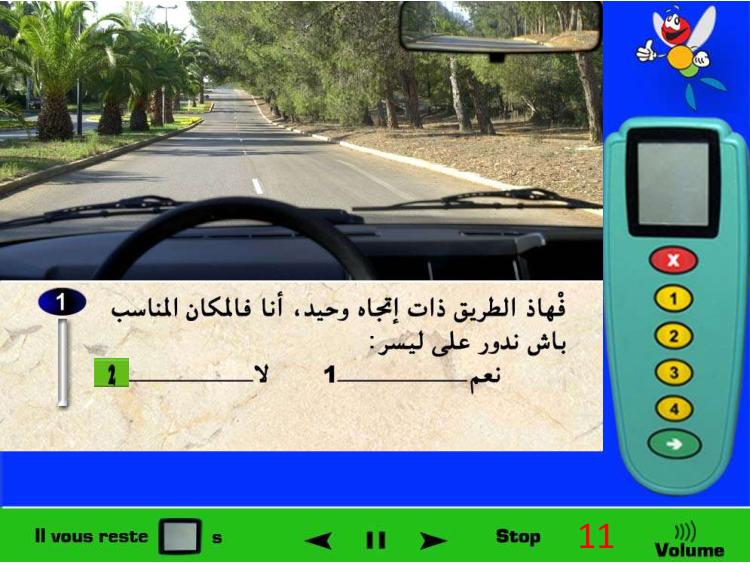 1
فْهاذ الطريق ذات إتجاه وحيد، أنا فالمكان المناسب
باش ندور على ليسر:
نعم 1 لا 2
X
1
2
3
4
Il vous reste s Stop 11 Volume